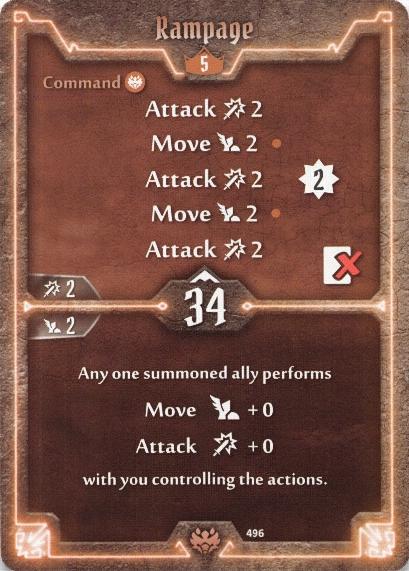 Rampage
5
Command
Attack 2
Move 2
Attack 2
2
Move 2
Attack 2
2
34
2
Any one summoned ally performs
Move +0
Attack +0
with you controlling the actions.
496